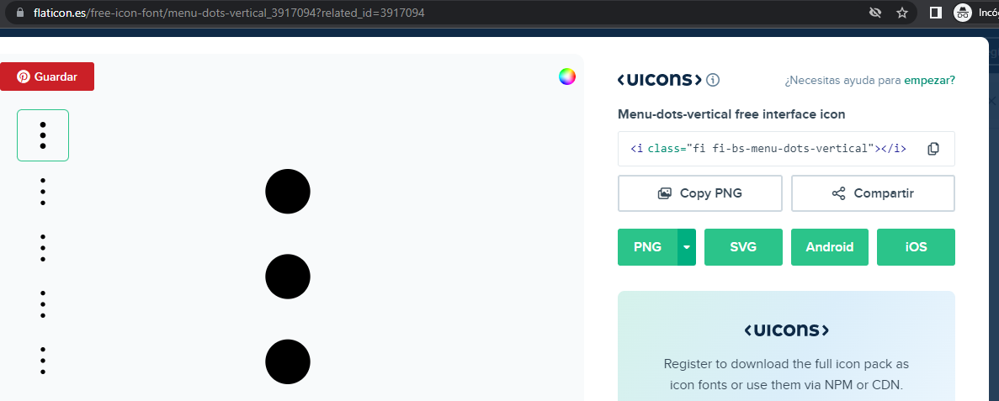 flaticon.es/free-icon-font/menu-dots-vertical_3917094?related_id=3917094
Guardar
<uicons>
¿Necesitas ayuda para empezar?
Menu-dots-vertical free interface icon
<i class="fi fi-bs-menu-dots-vertical"></i>
Copy PNG
Compartir
PNG
SVG
Android
iOS
<uicons>
Register to download the full icon pack as
icon fonts or use them via NPM or CDN.